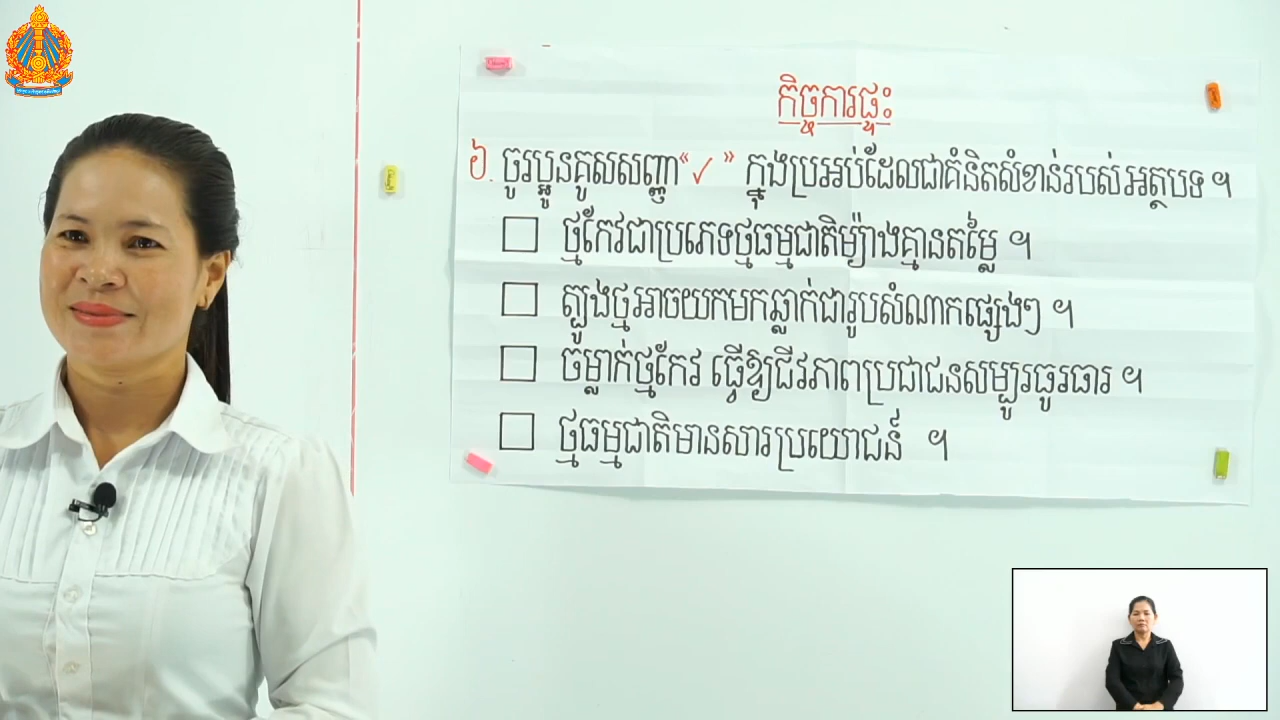 កិច្ចការផ្ទះ
១. ចូរប្អូនគូសសញ្ញា“✓” ក្នុងប្រអប់ដែលជាគំនិតសំខាន់របស់អត្ថបទ ។
☐ ថ្មកែវជាប្រភេទថ្មធម្មជាតិម្យ៉ាងគ្មានតម្លៃ ។
☐ ត្បូងថ្មអាចយកមកឆ្លាក់ជារូបសំណាកផ្សេងៗ ។
☐ ចម្លាក់ថ្មកែវ ធ្វើឱ្យជីវភាពប្រជាជនសម្បូរធូរធារ ។
☐ ថ្មធម្មជាតិមានសារប្រយោជន៍ ។